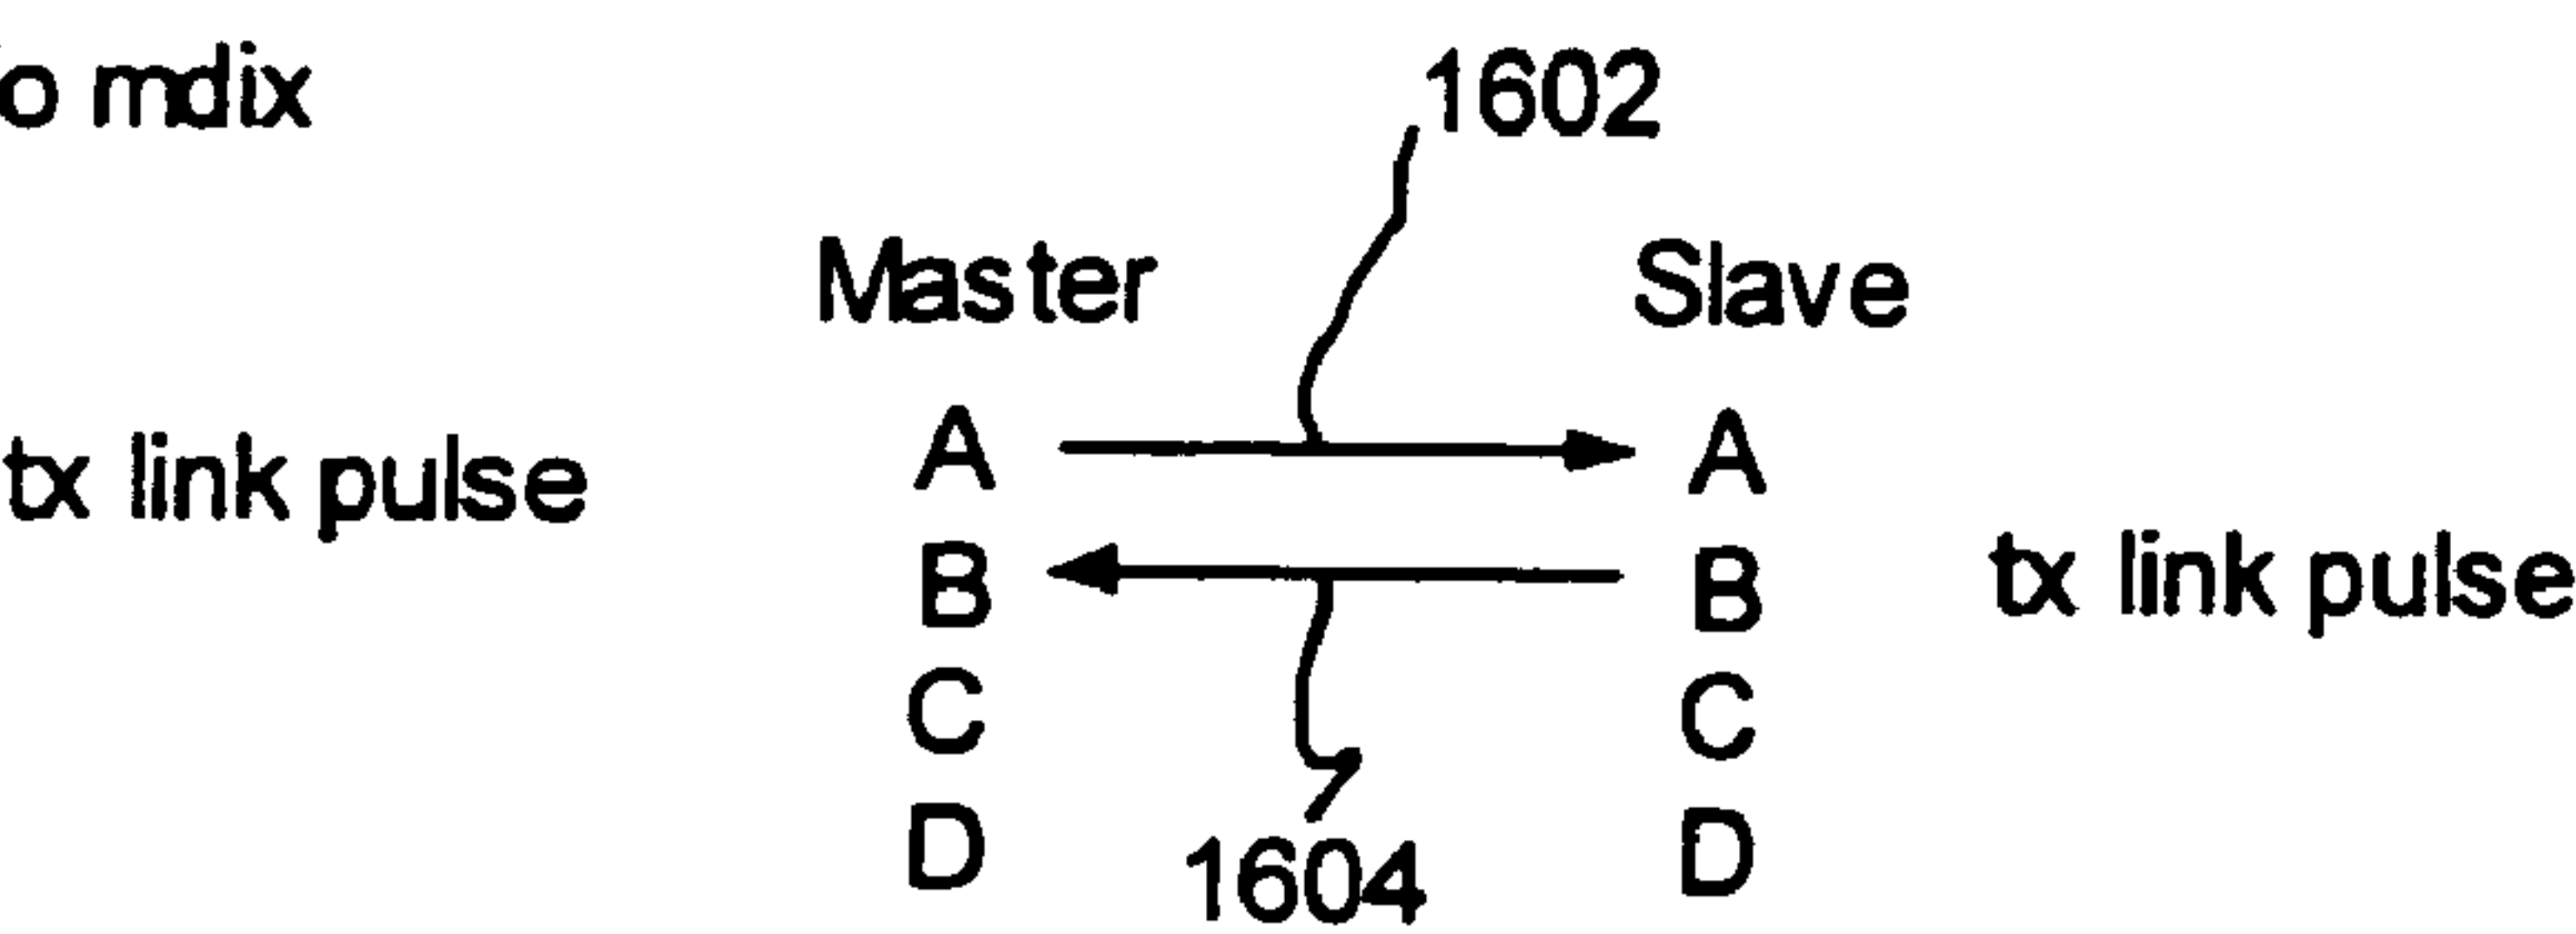 o mdix
1602
Master Slave
tx link pulse A A
B B tx link pulse
C C
D D
1604